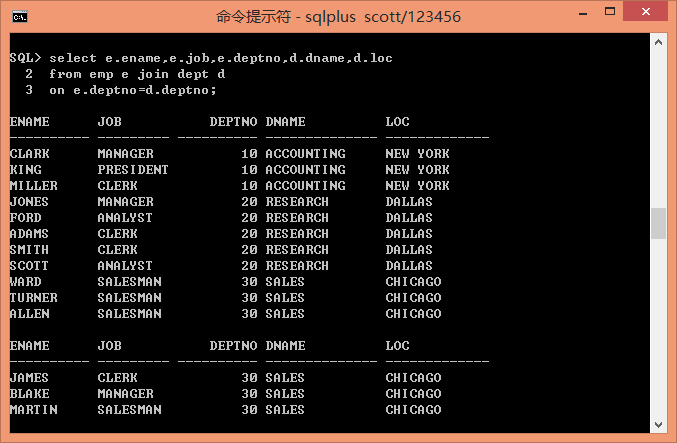 命令提示符 - sqlplus scott/123456
SQL> select e.ename,e.job,e.deptno,d.dname,d.loc
  2  from emp e join dept d
  3  on e.deptno=d.deptno;
ENAME      JOB           DEPTNO DNAME          LOC
---------- --------- ---------- -------------- -------------
CLARK      MANAGER           10 ACCOUNTING     NEW YORK
KING       PRESIDENT         10 ACCOUNTING     NEW YORK
MILLER     CLERK             10 ACCOUNTING     NEW YORK
JONES      MANAGER           20 RESEARCH       DALLAS
FORD       ANALYST           20 RESEARCH       DALLAS
ADAMS      CLERK             20 RESEARCH       DALLAS
SMITH      CLERK             20 RESEARCH       DALLAS
SCOTT      ANALYST           20 RESEARCH       DALLAS
WARD       SALESMAN          30 SALES          CHICAGO
TURNER     SALESMAN          30 SALES          CHICAGO
ALLEN      SALESMAN          30 SALES          CHICAGO
ENAME      JOB           DEPTNO DNAME          LOC
---------- --------- ---------- -------------- -------------
JAMES      CLERK             30 SALES          CHICAGO
BLAKE      MANAGER           30 SALES          CHICAGO
MARTIN     SALESMAN          30 SALES          CHICAGO